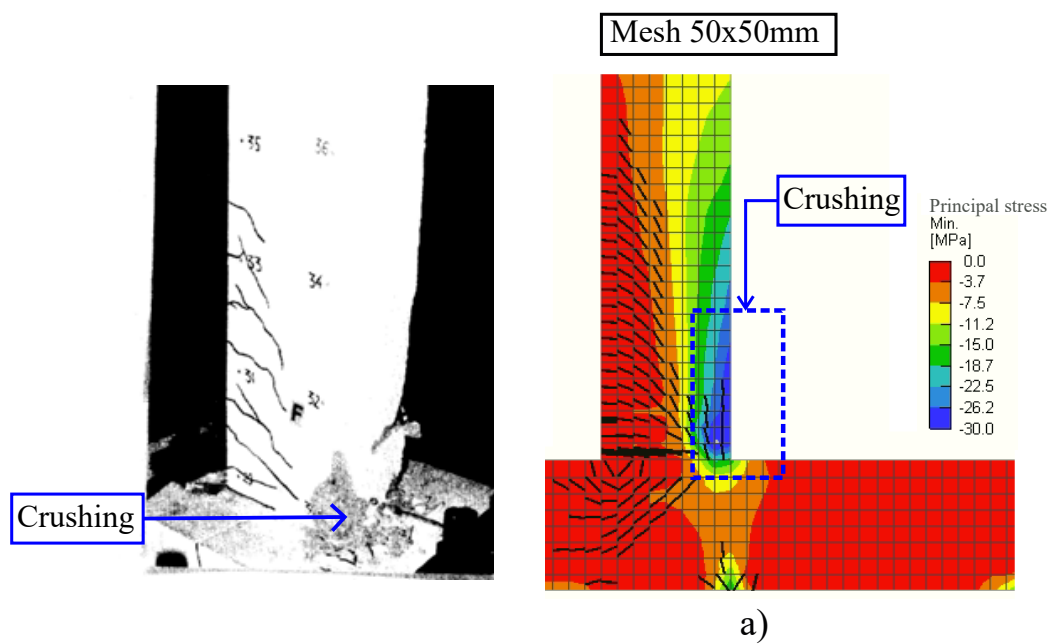 Mesh 50x50mm
35
36
33
34
31
32
F
Crushing
Crushing
Principal stress
Min.
[MPa]
0.0
-3.7
-7.5
-11.2
-15.0
-18.7
-22.5
-26.2
-30.0
a)